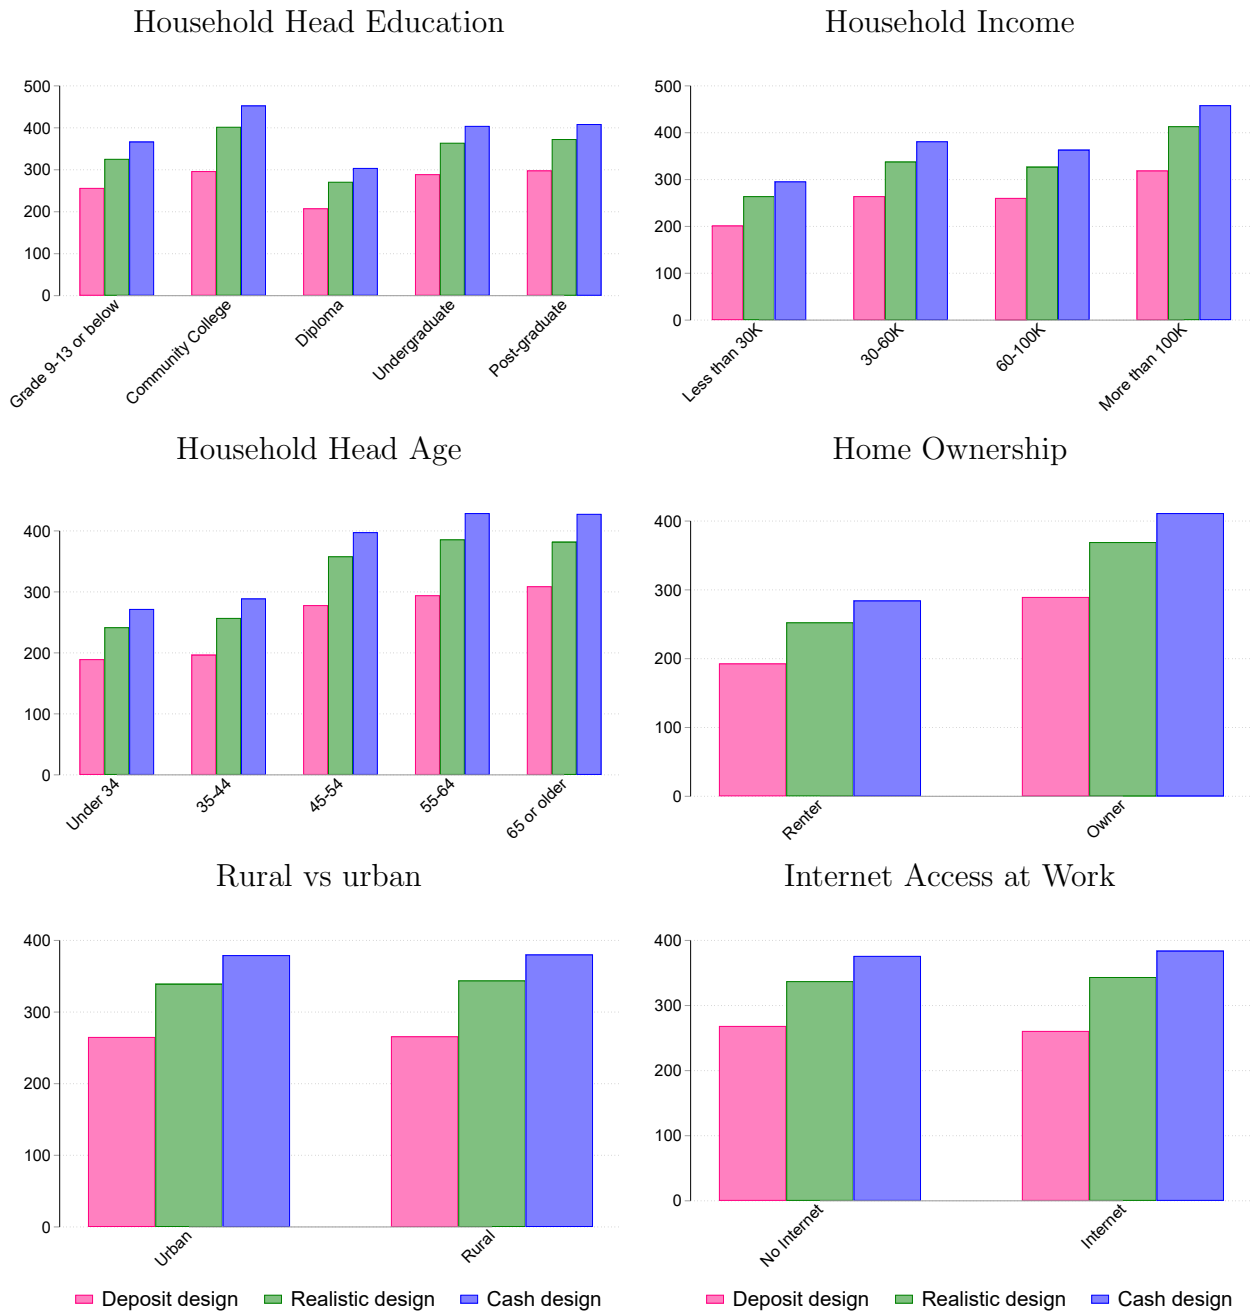 Household Head Education
500
400
300
200
100
0
Grade 9-13 or below
Community College
Diploma
Undergraduate
Post-graduate
Household Income
500
400
300
200
100
0
Less than 30K
30-60K
60-100K
More than 100K
Household Head Age
400
300
200
100
0
Under 34
35-44
45-54
55-64
65 or older
Home Ownership
400
300
200
100
0
Renter
Owner
Rural vs urban
400
300
200
100
0
Urban
Rural
Deposit design Realistic design Cash design
Internet Access at Work
400
300
200
100
0
No Internet
Internet
Deposit design Realistic design Cash design